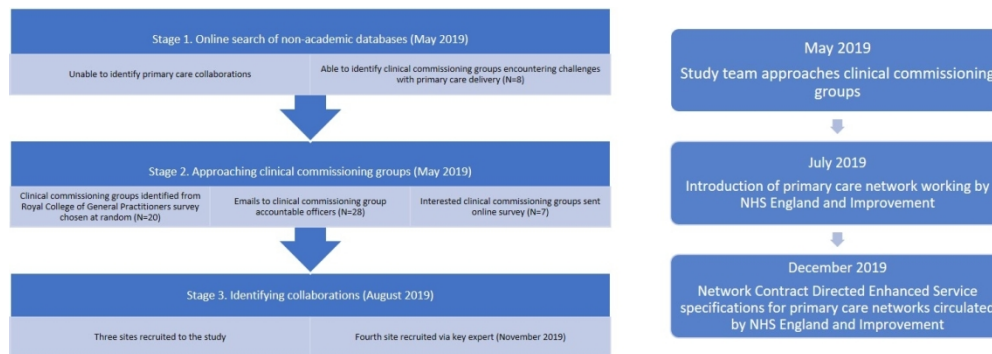 Stage 1. Online search of non-academic databases (May 2019)
Unable to identify primary care collaborations
Able to identify clinical commissioning groups encountering challenges
with primary care delivery (N=8)
Stage 2. Approaching clinical commissioning groups (May 2019)
Clinical commissioning groups identified from
Royal College of General Practitioners survey
chosen at random (N=20)
Emails to clinical commissioning group
accountable officers (N=28)
Interested clinical commissioning groups sent
online survey (N=7)
Stage 3. Identifying collaborations (August 2019)
Three sites recruited to the study
Fourth site recruited via key expert (November 2019)
May 2019
Study team approaches clinical commissioning
groups
July 2019
Introduction of primary care network working by
NHS England and Improvement
December 2019
Network Contract Directed Enhanced Service
specifications for primary care networks circulated
by NHS England and Improvement